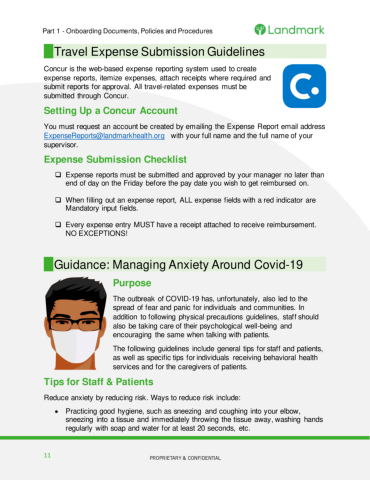 Part 1 - Onboarding Documents, Policies and Procedures
Landmark
Travel Expense Submission Guidelines
Concur is the web-based expense reporting system used to create
expense reports, itemize expenses, attach receipts where required and
submit reports for approval. All travel-related expenses must be
submitted through Concur.
C.
Setting Up a Concur Account
You must request an account be created by emailing the Expense Report email address
ExpenseReports@landmarkhealth.org with your full name and the full name of your
supervisor.
Expense Submission Checklist
❑ Expense reports must be submitted and approved by your manager no later than
end of day on the Friday before the pay date you wish to get reimbursed on.
❑ When filling out an expense report, ALL expense fields with a red indicator are
Mandatory input fields.
❑ Every expense entry MUST have a receipt attached to receive reimbursement.
NO EXCEPTIONS!
Guidance: Managing Anxiety Around Covid-19
Purpose
The outbreak of COVID-19 has, unfortunately, also led to the
spread of fear and panic for individuals and communities. In
addition to following physical precautions guidelines, staff should
also be taking care of their psychological well-being and
encouraging the same when talking with patients.
The following guidelines include general tips for staff and patients,
as well as specific tips for individuals receiving behavioral health
services and for the caregivers of patients.
Tips for Staff & Patients
Reduce anxiety by reducing risk. Ways to reduce risk include:
• Practicing good hygiene, such as sneezing and coughing into your elbow,
sneezing into a tissue and immediately throwing the tissue away, washing hands
regularly with soap and water for at least 20 seconds, etc.
11
PROPRIETARY & CONFIDENTIAL